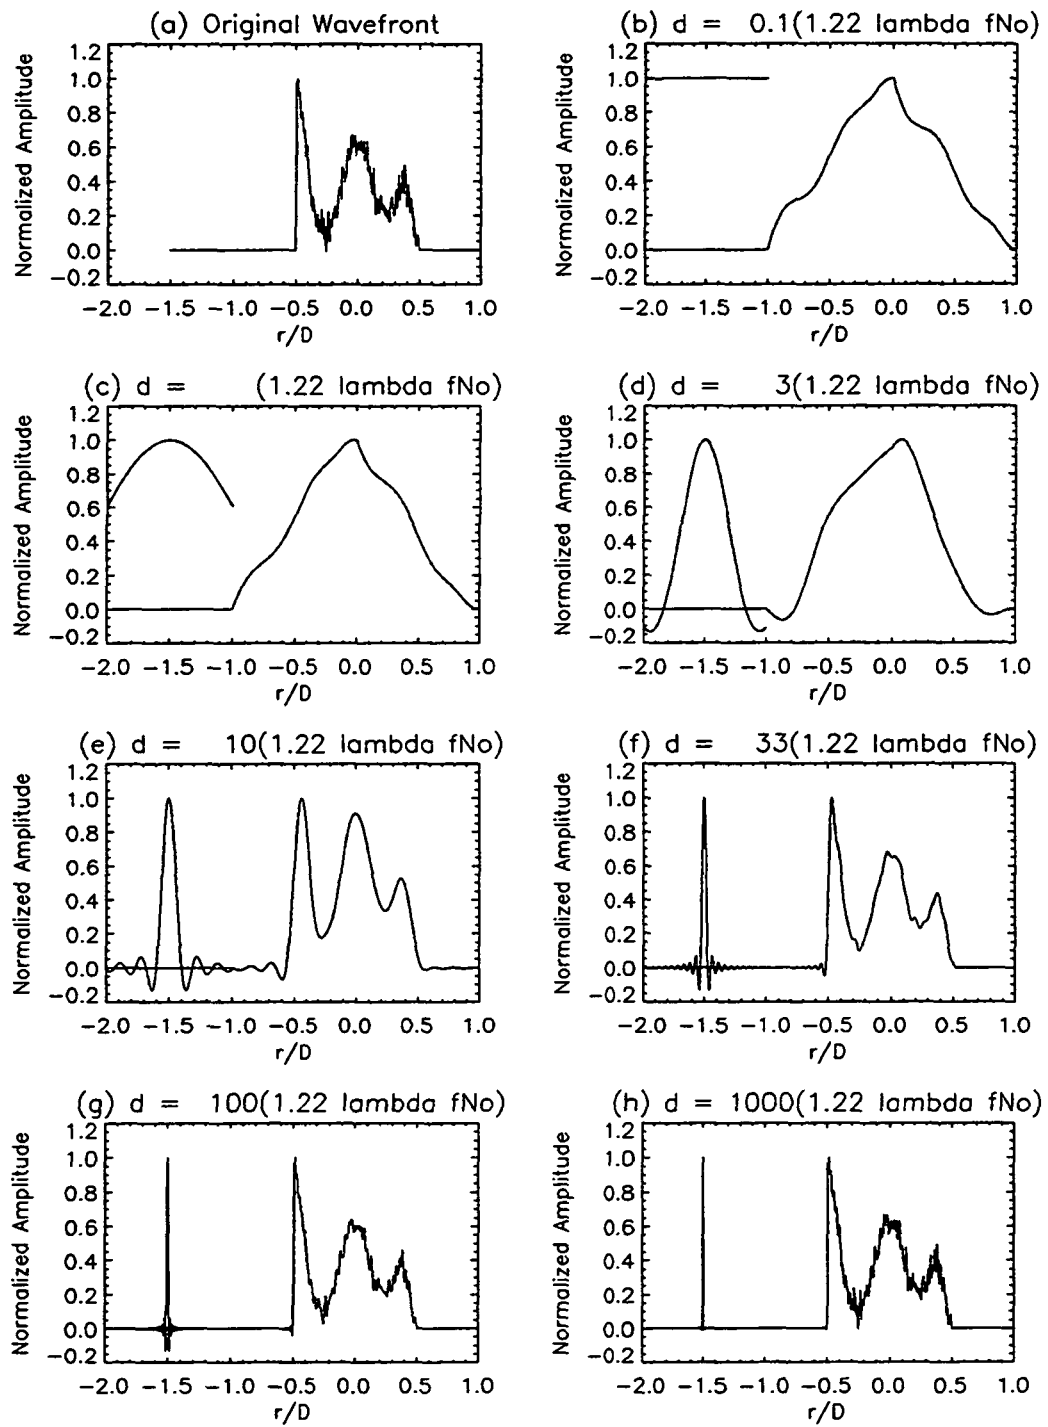 (a) Original Wavefront
Normalized Amplitude
1.2
1.0
0.8
0.6
0.4
0.2
0.0
-0.2
-2.0 -1.5 -1.0 -0.5 0.0 0.5 1.0
r/D
(b) d = 0.1(1.22 lambda fNo)
Normalized Amplitude
1.2
1.0
0.8
0.6
0.4
0.2
0.0
-0.2
-2.0 -1.5 -1.0 -0.5 0.0 0.5 1.0
r/D
(c) d = (1.22 lambda fNo)
Normalized Amplitude
1.2
1.0
0.8
0.6
0.4
0.2
0.0
-0.2
-2.0 -1.5 -1.0 -0.5 0.0 0.5 1.0
r/D
(d) d = 3(1.22 lambda fNo)
Normalized Amplitude
1.2
1.0
0.8
0.6
0.4
0.2
0.0
-0.2
-2.0 -1.5 -1.0 -0.5 0.0 0.5 1.0
r/D
(e) d = 10(1.22 lambda fNo)
Normalized Amplitude
1.2
1.0
0.8
0.6
0.4
0.2
0.0
-0.2
-2.0 -1.5 -1.0 -0.5 0.0 0.5 1.0
r/D
(f) d = 33(1.22 lambda fNo)
Normalized Amplitude
1.2
1.0
0.8
0.6
0.4
0.2
0.0
-0.2
-2.0 -1.5 -1.0 -0.5 0.0 0.5 1.0
r/D
(g) d = 100(1.22 lambda fNo)
Normalized Amplitude
1.2
1.0
0.8
0.6
0.4
0.2
0.0
-0.2
-2.0 -1.5 -1.0 -0.5 0.0 0.5 1.0
r/D
(h) d = 1000(1.22 lambda fNo)
Normalized Amplitude
1.2
1.0
0.8
0.6
0.4
0.2
0.0
-0.2
-2.0 -1.5 -1.0 -0.5 0.0 0.5 1.0
r/D